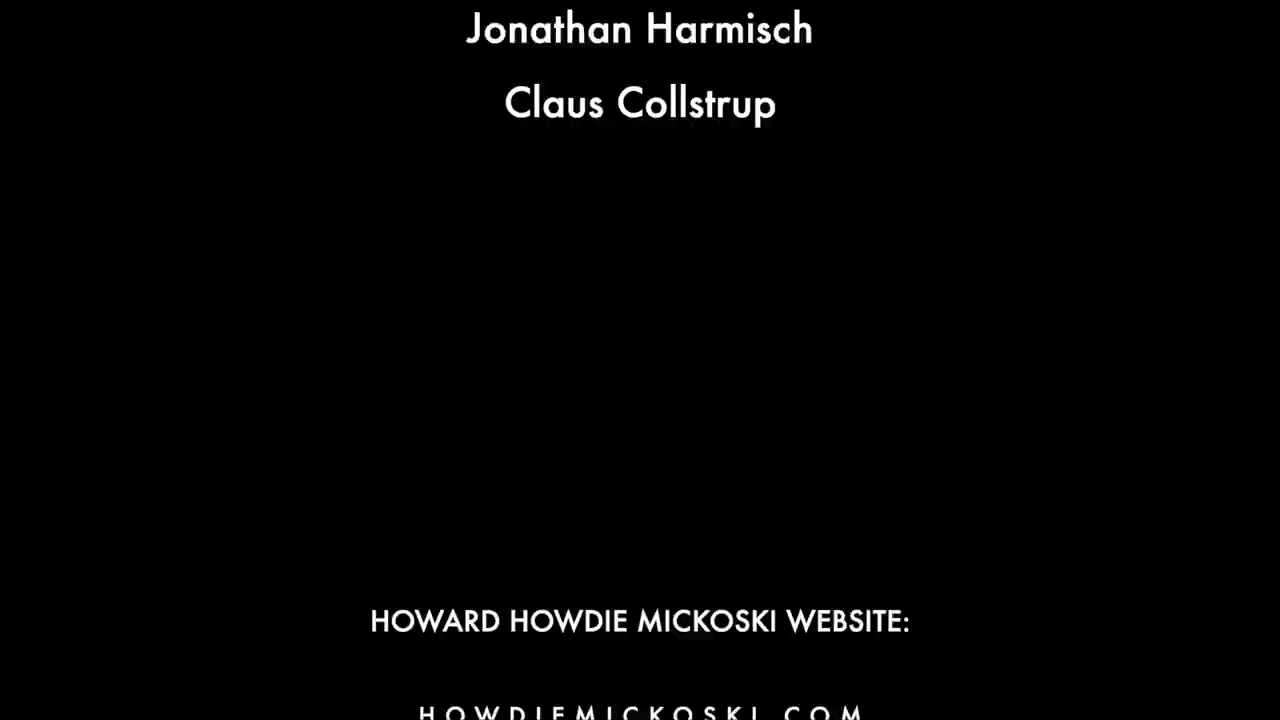 Jonathan Harmisch
Claus Collstrup
HOWARD HOWDIE MICKOSKI WEBSITE:
HOWDIEMICKOSKI.COM